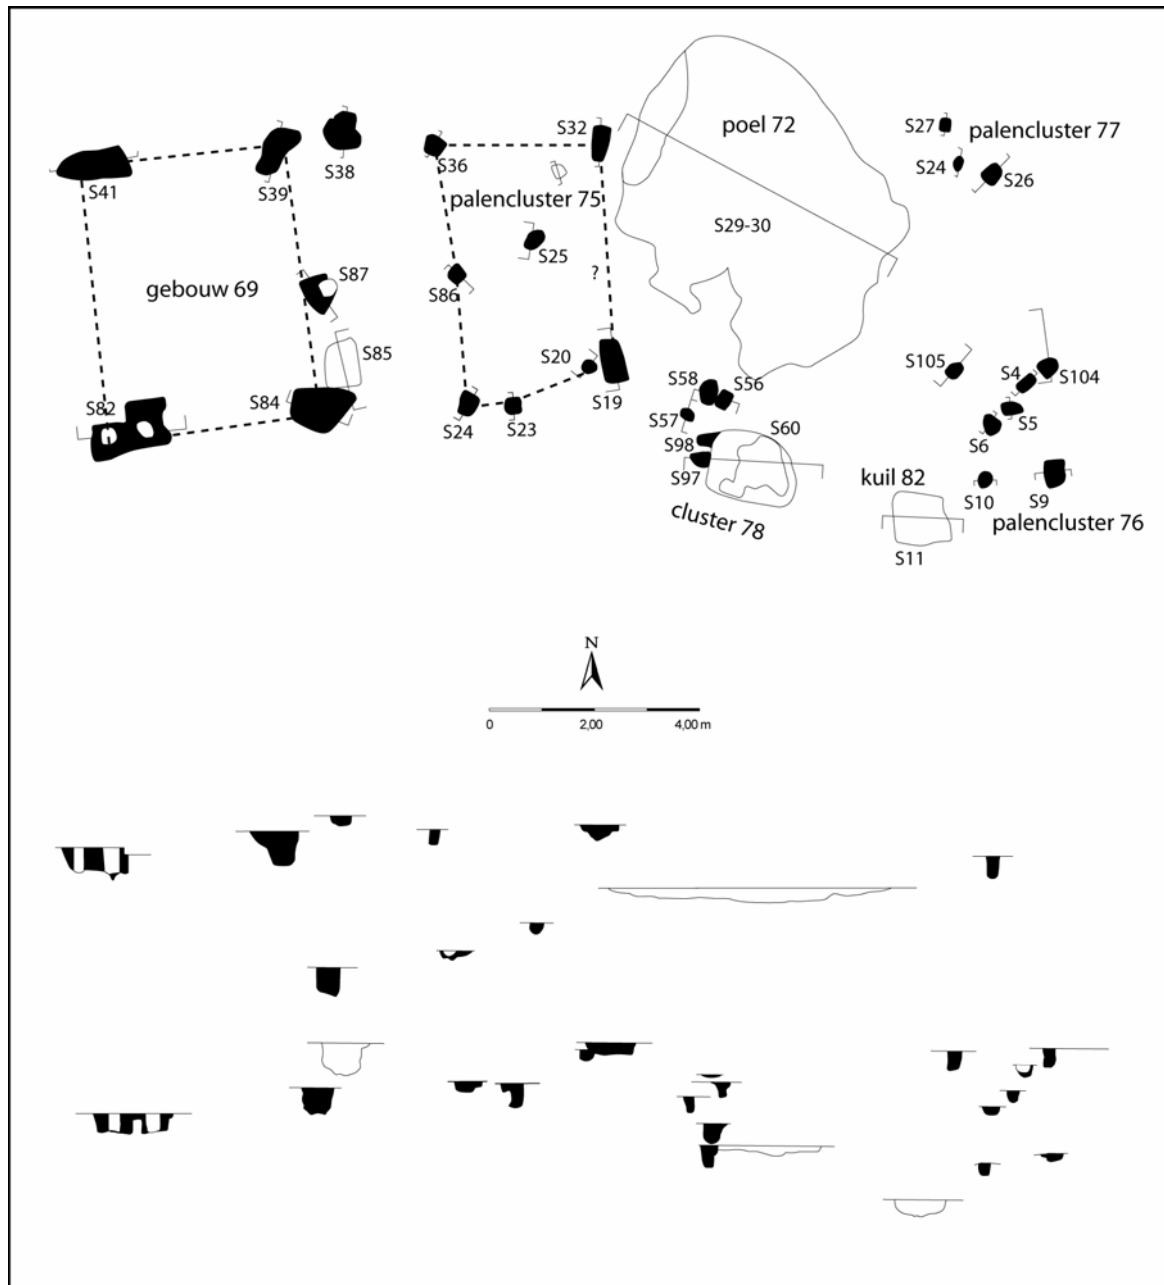 poel 72
S27
palencluster 77
S32
S36
S38
S24
S26
S41
S39
palencluster 75
S29-30
S25
S87
?
gebouw 69
S86
S85
S20
S105
S4
S104
S58
S56
S82
S84
S19
S57
S5
S24
S23
S60
S6
S98
S97
kuil 82
S10
S9
cluster 78
palencluster 76
S11
N
0
2,00
4,00 m